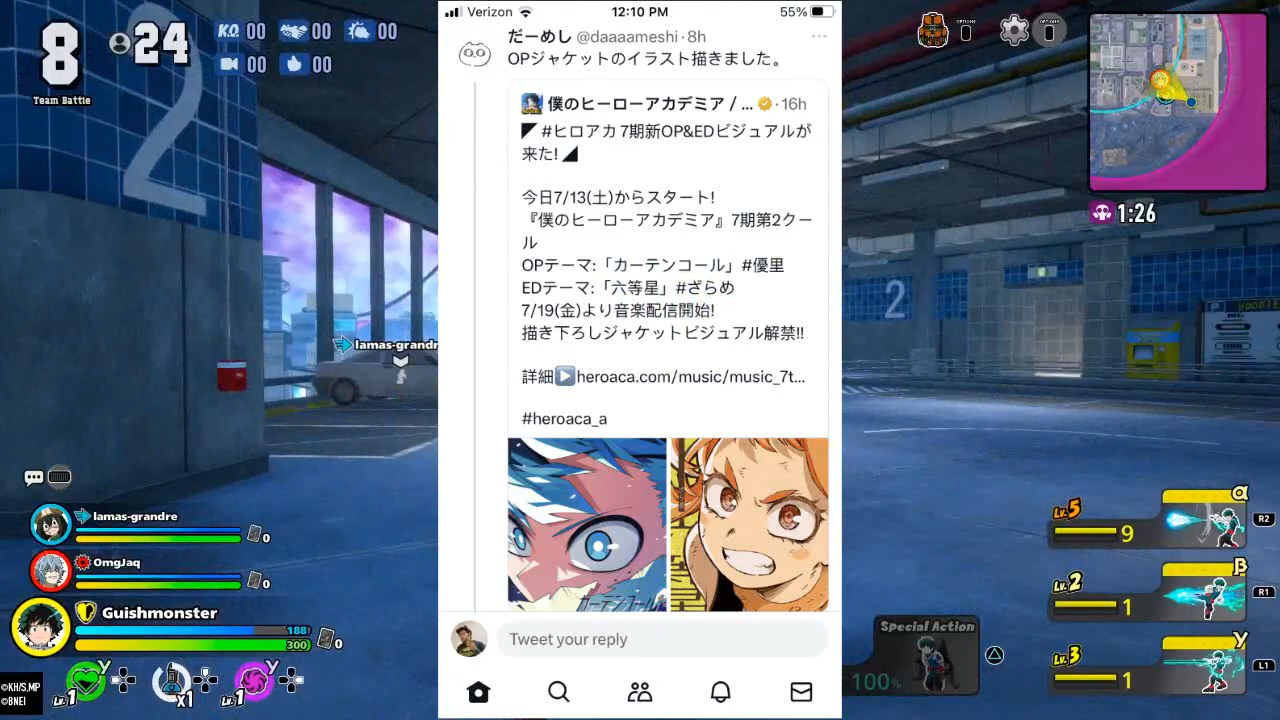 8
24
Team Battle
K.O. 00
00
00
00
00
2
lamas-grandr
lamas-grandre
0
OmgJaq
0
Guishmonster
188
300
0
Lv.1
X1
Lv.1
Y
Y
©KH/S,MP
©BNEI
Verizon
12:10 PM
55%
だーめし @daaaameshi·8h
OPジャケットのイラスト描きました。
僕のヒーローアカデミア / ... ·16h
◤ #ヒロアカ 7期新OP&EDビジュアルが
来た! ◢
今日7/13(土)からスタート!
『僕のヒーローアカデミア』7期第2クー
ル
OPテーマ:「カーテンコール」#優里
EDテーマ:「六等星」#ざらめ
7/19(金)より音楽配信開始!
描き下ろしジャケットビジュアル解禁!!
詳細▶heroaca.com/music/music_7t...
#heroaca_a
カーテンコール
Tweet your reply
OPTIONS
OPTIONS
1:26
2
Lv.5
9
α
R2
Lv.2
1
β
R1
Lv.3
1
γ
L1
Special Action
100%